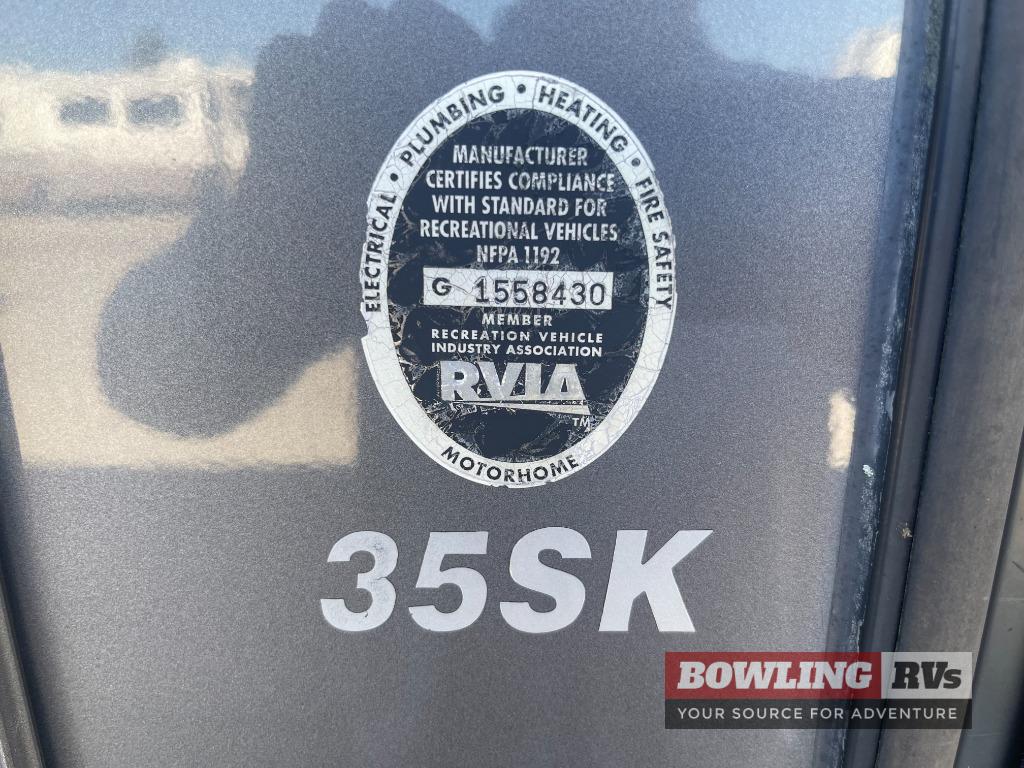 ELECTRICAL • PLUMBING • HEATING • FIRE SAFETY
MANUFACTURER
CERTIFIES COMPLIANCE
WITH STANDARD FOR
RECREATIONAL VEHICLES
NFPA 1192
G 1558430
MEMBER
RECREATION VEHICLE
INDUSTRY ASSOCIATION
RVIA
TM
MOTORHOME
35SK
BOWLING RVs
YOUR SOURCE FOR ADVENTURE